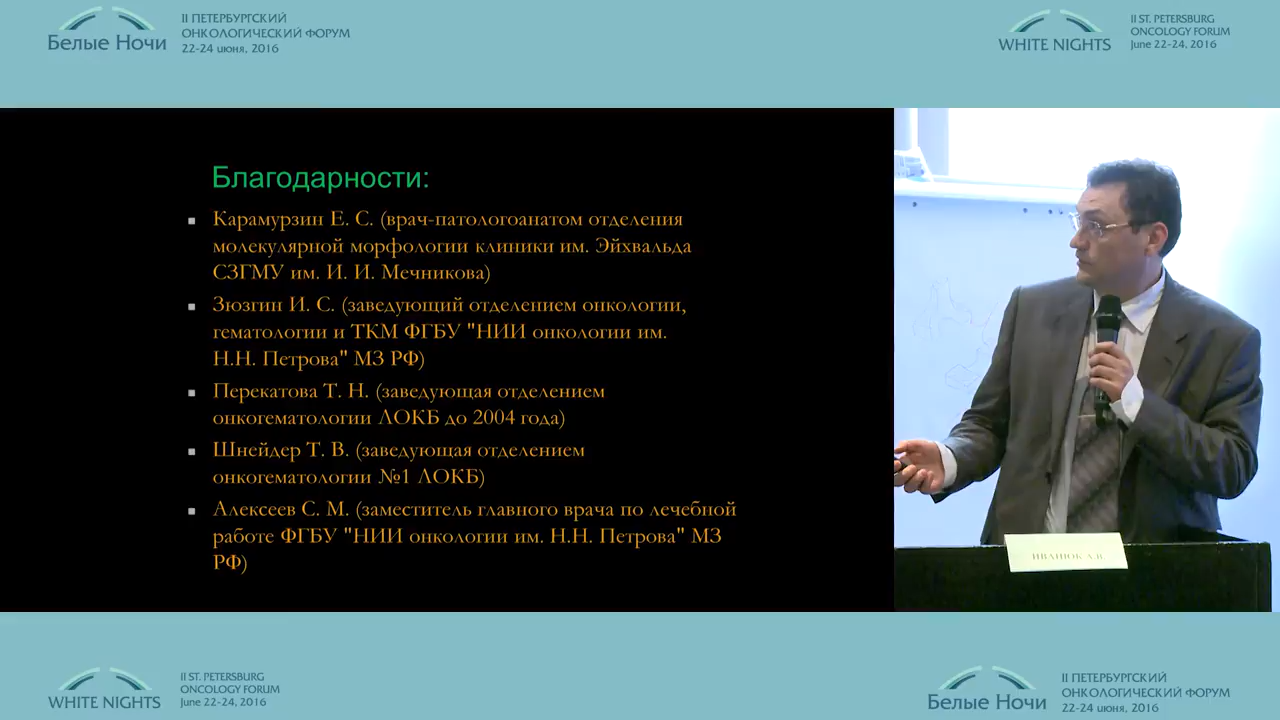 Белые Ночи
II ПЕТЕРБУРГСКИЙ
ОНКОЛОГИЧЕСКИЙ ФОРУМ
22-24 июня, 2016
WHITE NIGHTS
II ST. PETERSBURG
ONCOLOGY FORUM
June 22-24, 2016
Благодарности:
Карамурзин Е. С. (врач-патологоанатом отделения
молекулярной морфологии клиники им. Эйхвальда
СЗГМУ им. И. И. Мечникова)
Зюзгин И. С. (заведующий отделением онкологии,
гематологии и ТКМ ФГБУ "НИИ онкологии им.
Н.Н. Петрова" МЗ РФ)
Перекатова Т. Н. (заведующая отделением
онкогематологии ЛОКБ до 2004 года)
Шнейдер Т. В. (заведующая отделением
онкогематологии №1 ЛОКБ)
Алексеев С. М. (заместитель главного врача по лечебной
работе ФГБУ "НИИ онкологии им. Н.Н. Петрова" МЗ
РФ)
WHITE NIGHTS
II ST. PETERSBURG
ONCOLOGY FORUM
June 22-24, 2016
Белые Ночи
II ПЕТЕРБУРГСКИЙ
ОНКОЛОГИЧЕСКИЙ ФОРУМ
22-24 июня, 2016